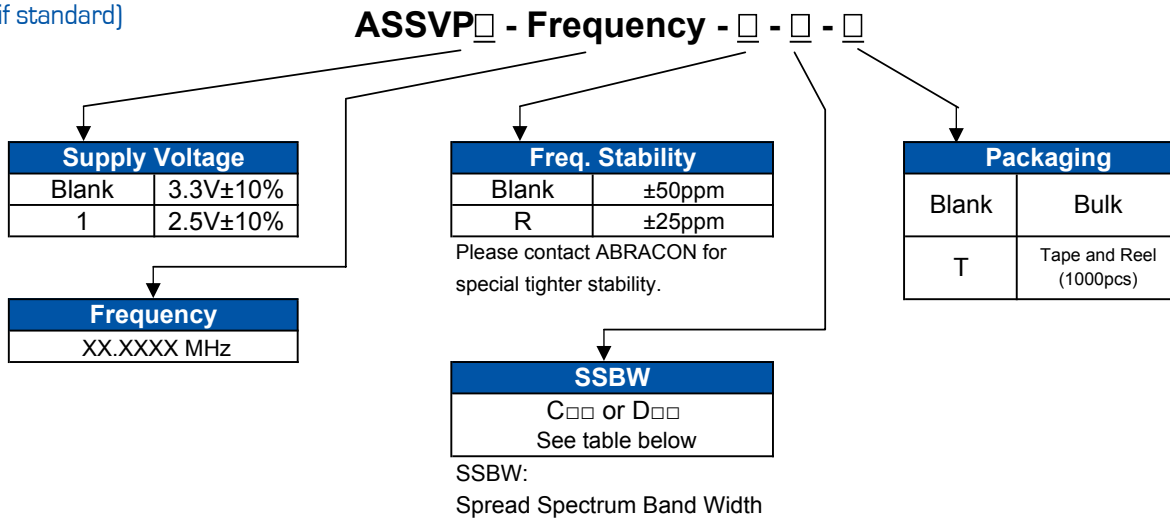 if standard)
ASSVP□ - Frequency - □ - □ - □
Supply Voltage
Blank 3.3V±10%
1 2.5V±10%
Frequency
XX.XXXX MHz
Freq. Stability
Blank ±50ppm
R ±25ppm
Please contact ABRACON for
special tighter stability.
SSBW
C□□ or D□□
See table below
SSBW:
Spread Spectrum Band Width
Packaging
Blank Bulk
T Tape and Reel
(1000pcs)